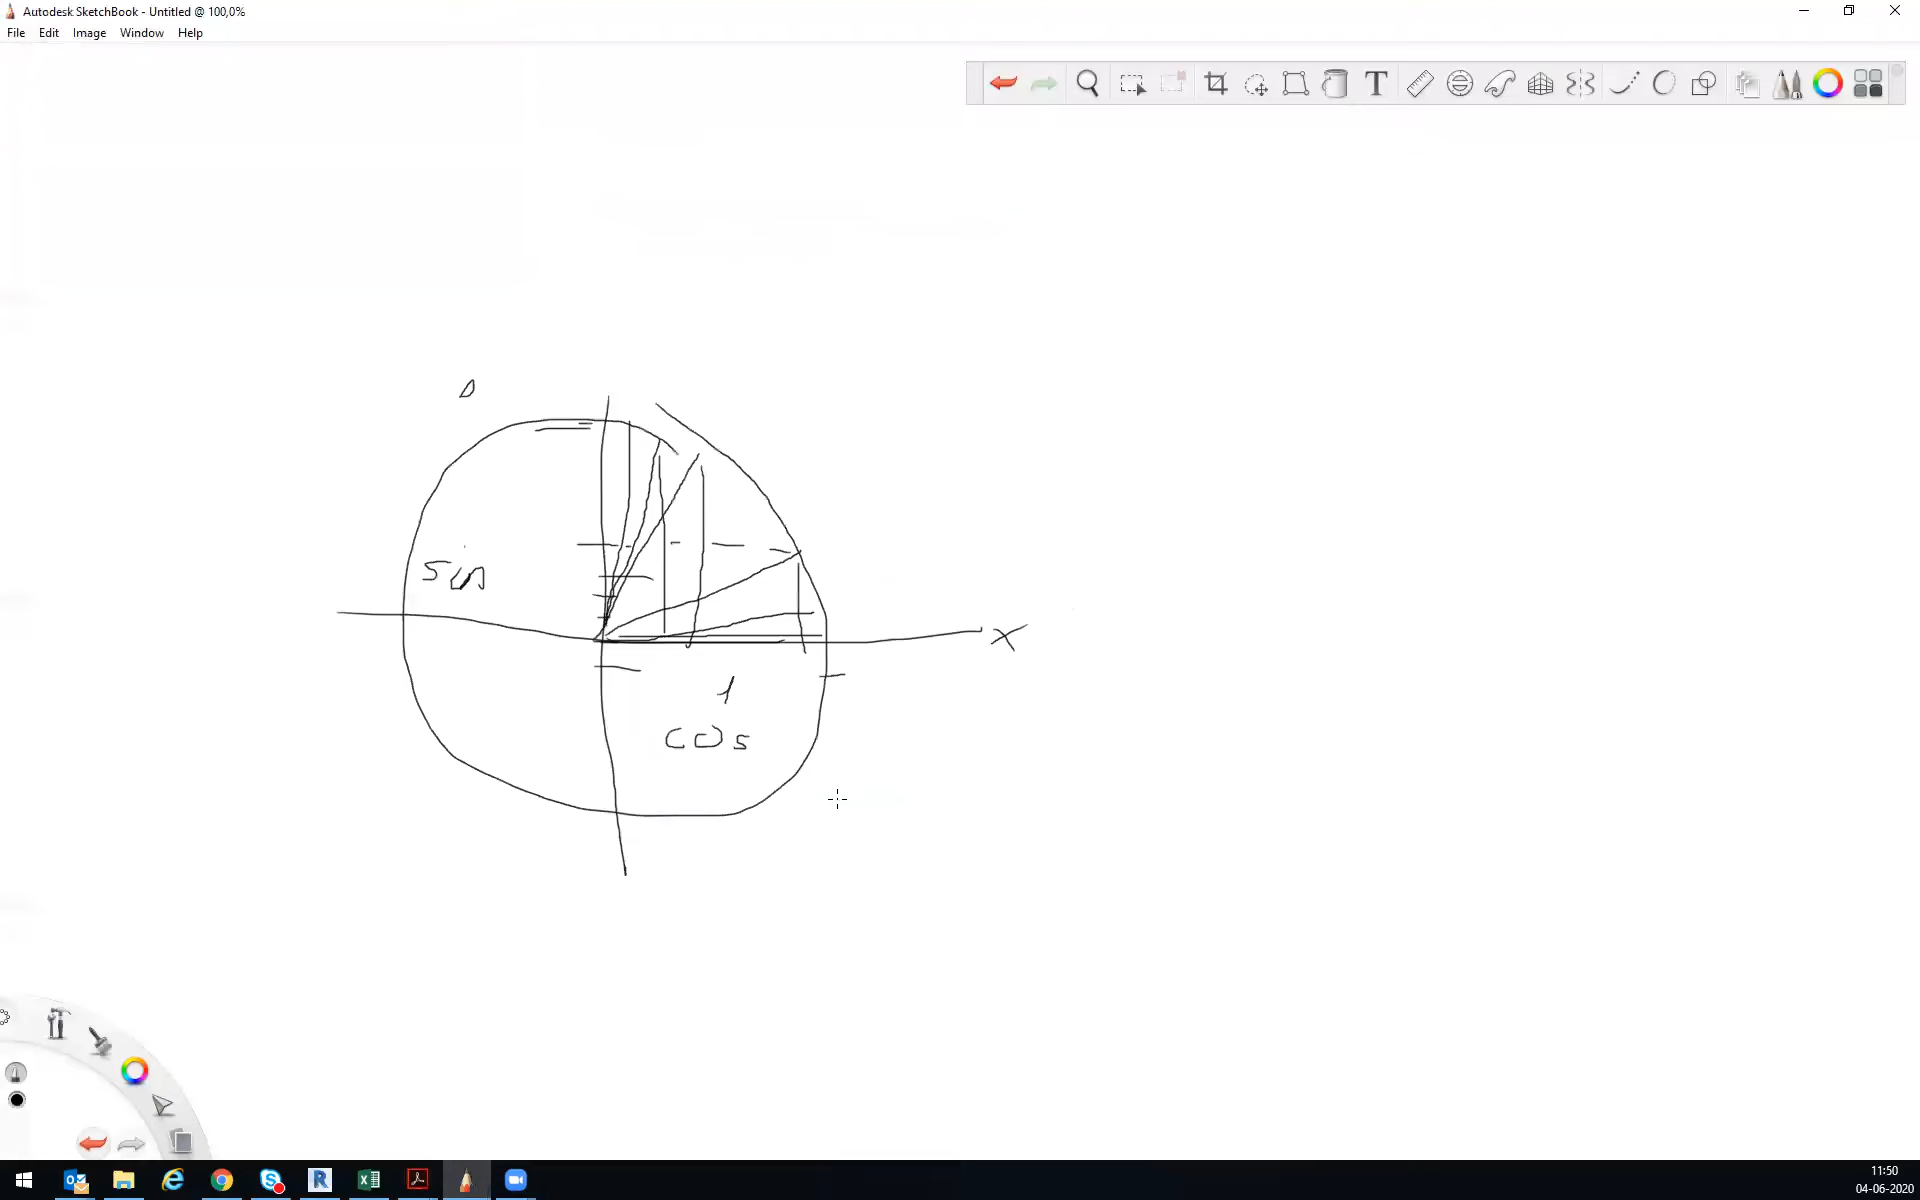 Autodesk SketchBook - Untitled @ 100,0%
File Edit Image Window Help
sin
x
1
cos
11:50
04-06-2020